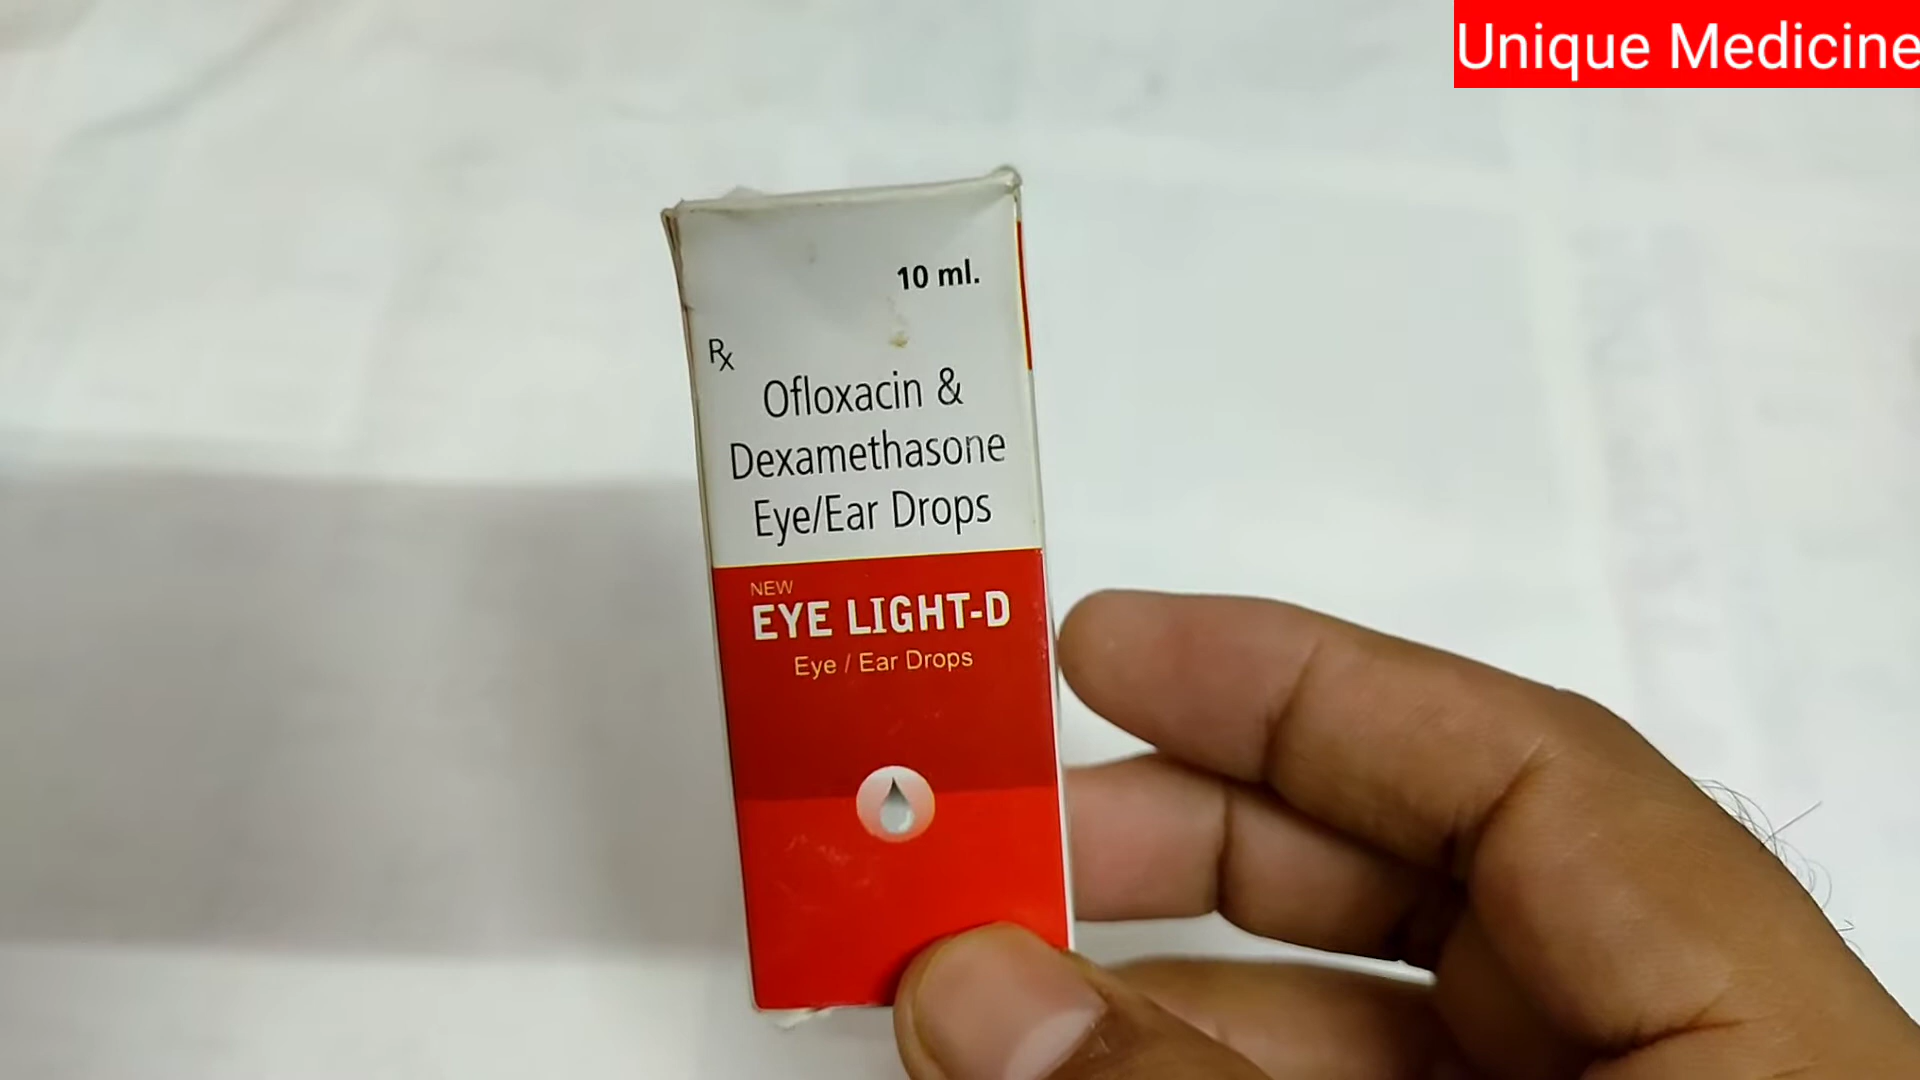 Unique Medicine
10 ml.
Rx
Ofloxacin &
Dexamethasone
Eye/Ear Drops
NEW
EYE LIGHT-D
Eye / Ear Drops